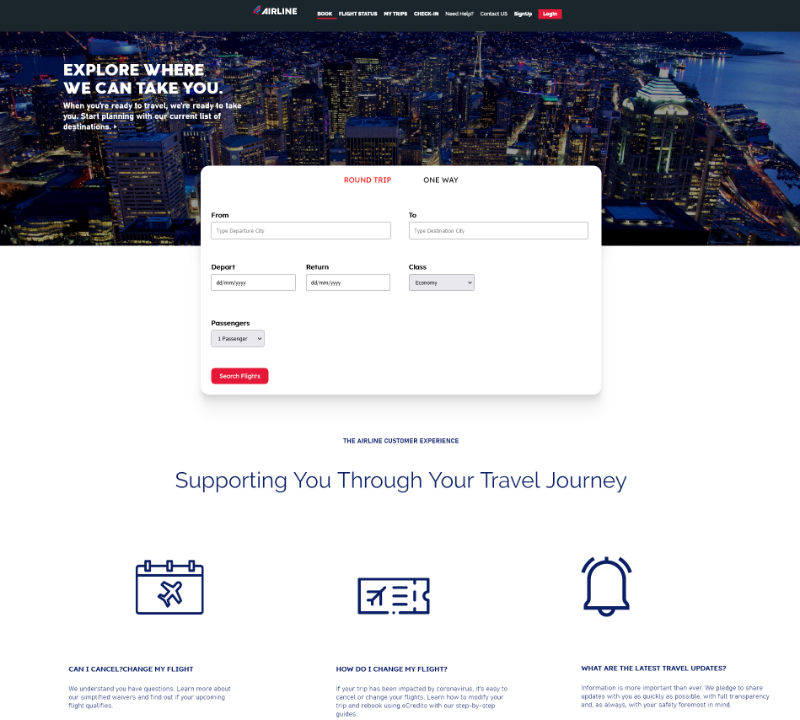 AIRLINE
BOOK FLIGHT STATUS MY TRIPS CHECK-IN Need Help? Contact US SignUp Login
EXPLORE WHERE
WE CAN TAKE YOU.
When you're ready to travel, we're ready to take
you. Start planning with our current list of
destinations.
ROUND TRIP ONE WAY
From To
Type Departure City Type Destination City
Depart Return Class
dd/mm/yyyy dd/mm/yyyy Economy
Passengers
1 Passenger
Search Flights
THE AIRLINE CUSTOMER EXPERIENCE
Supporting You Through Your Travel Journey
CAN I CANCEL?CHANGE MY FLIGHT
We understand you have questions. Learn more about
our simplified waivers and find out if your upcoming
flight qualifies.
HOW DO I CHANGE MY FLIGHT?
If your trip has been impacted by coronavirus, it's easy to
cancel or change your flights. Learn how to modify your
trip and rebook using eCredits with our step-by-step
guides.
WHAT ARE THE LATEST TRAVEL UPDATES?
Information is more important than ever. We pledge to share
updates with you as quickly as possible, with full transparency
and, as always, with your safety foremost in mind.